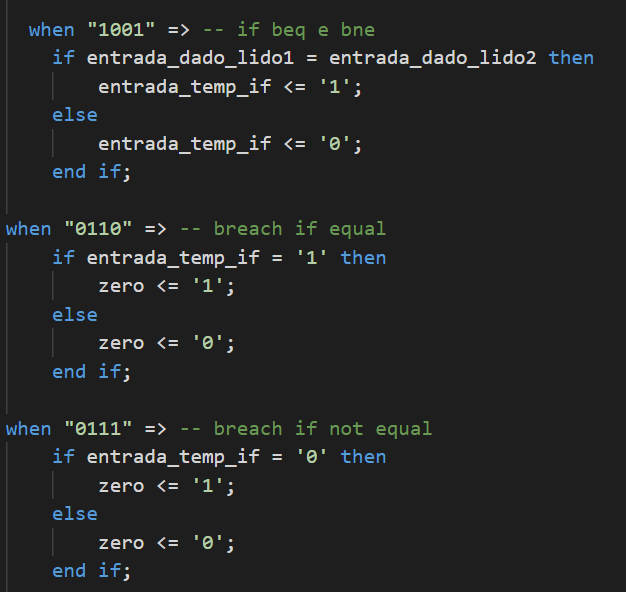 when "1001" => -- if beq e bne
if entrada_dado_lido1 = entrada_dado_lido2 then
entrada_temp_if <= '1';
else
entrada_temp_if <= '0';
end if;
when "0110" => -- breach if equal
if entrada_temp_if = '1' then
zero <= '1';
else
zero <= '0';
end if;
when "0111" => -- breach if not equal
if entrada_temp_if = '0' then
zero <= '1';
else
zero <= '0';
end if;